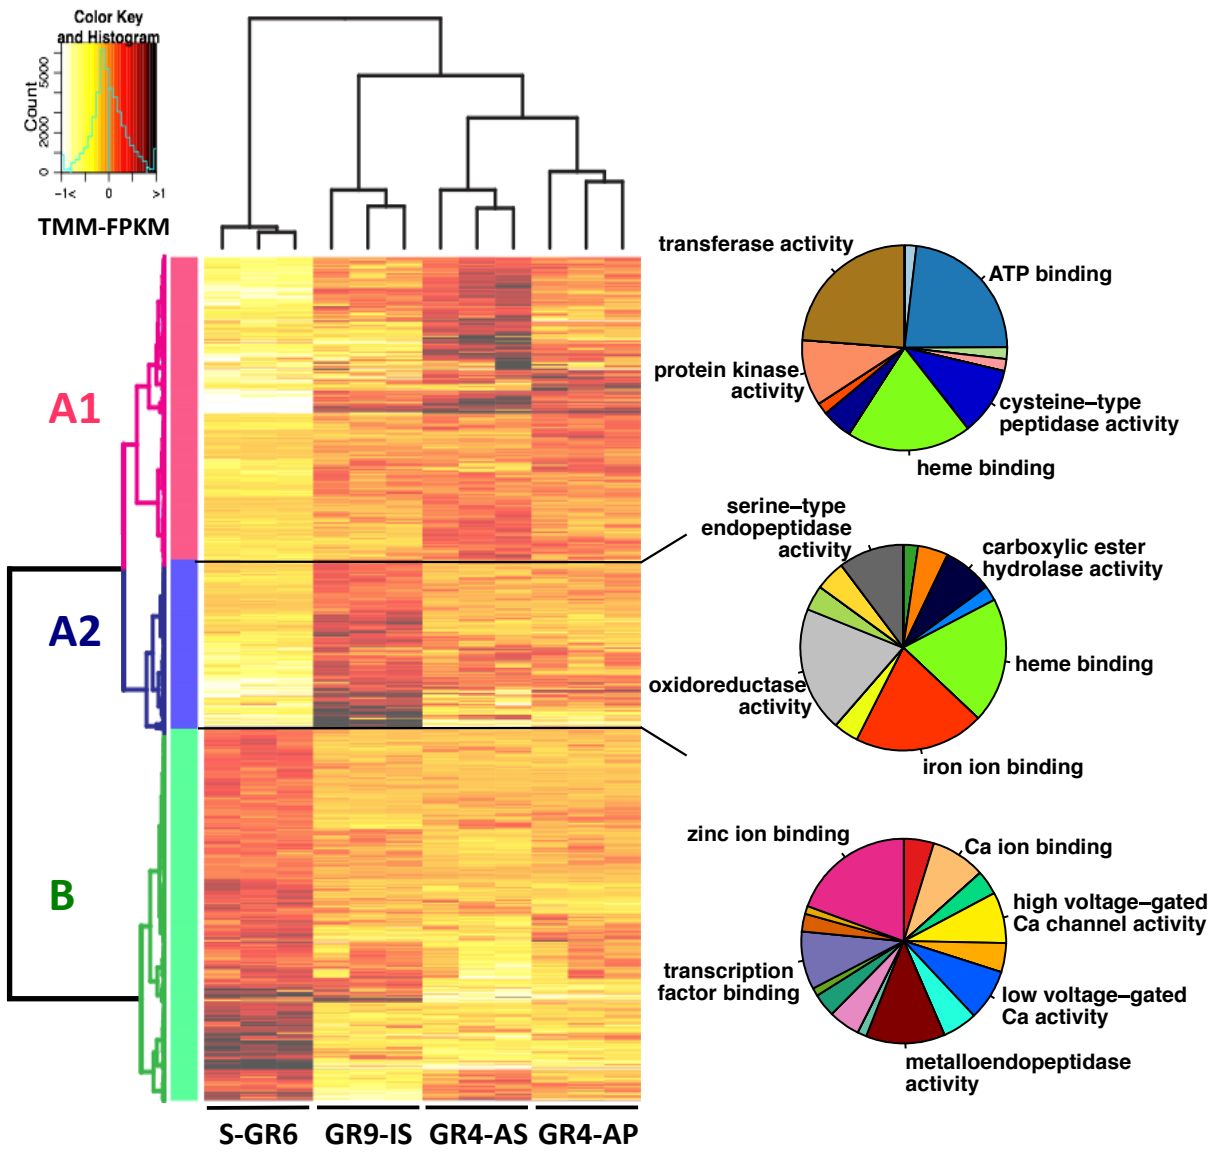 Color Key
and Histogram
Count
0
2000
5000
−1<
0
>1
TMM-FPKM
A1
A2
B
S-GR6
GR9-IS
GR4-AS
GR4-AP
transferase activity
ATP binding
protein kinase
activity
cysteine–type
peptidase activity
heme binding
serine–type
endopeptidase
activity
carboxylic ester
hydrolase activity
heme binding
oxidoreductase
activity
iron ion binding
zinc ion binding
Ca ion binding
high voltage–gated
Ca channel activity
transcription
factor binding
low voltage–gated
Ca activity
metalloendopeptidase
activity